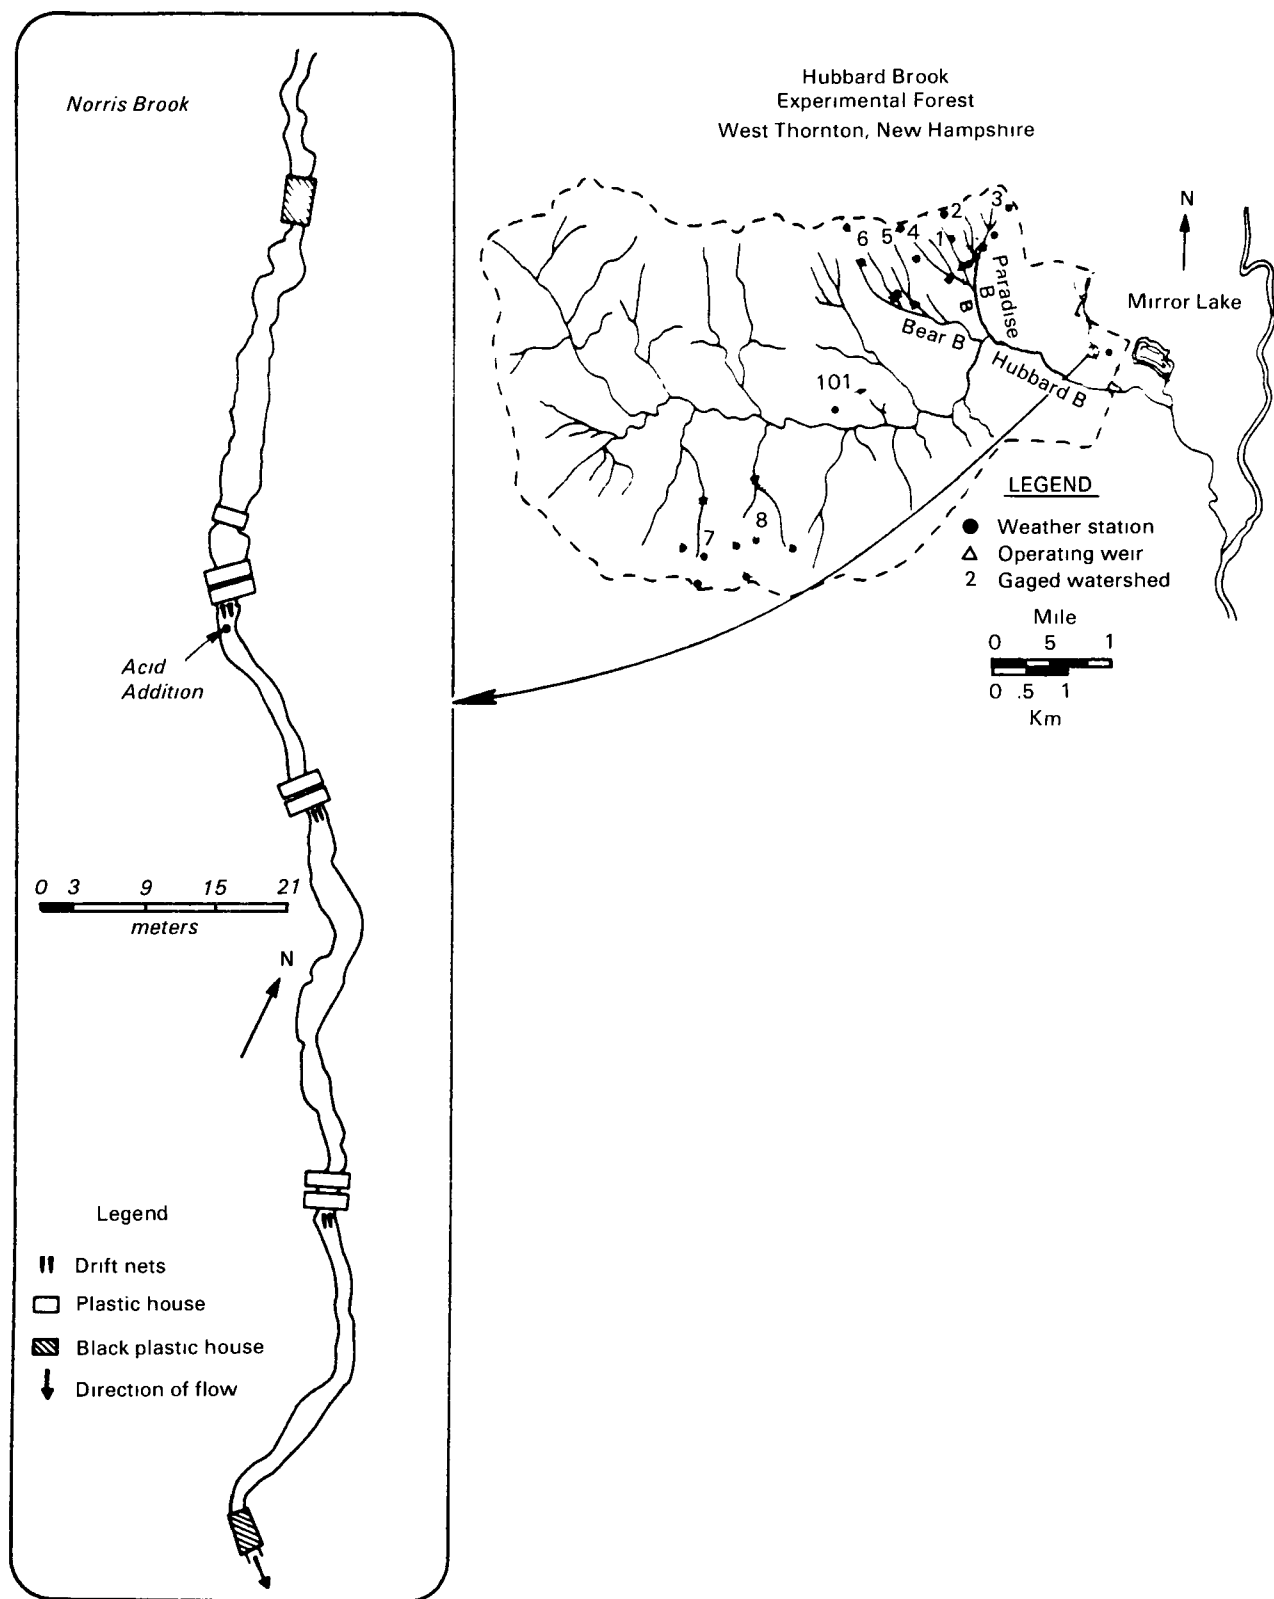 Norris Brook
Acid
Addition
0 3 9 15 21
meters
N
Legend
Drift nets
Plastic house
Black plastic house
Direction of flow
Hubbard Brook
Experimental Forest
West Thornton, New Hampshire
N
Mirror Lake
6
5
4
1
2
3
Paradise
B
B
Bear B
Hubbard B
101
7
8
LEGEND
Weather station
Operating weir
2 Gaged watershed
Mile
0 5 1
0 .5 1
Km